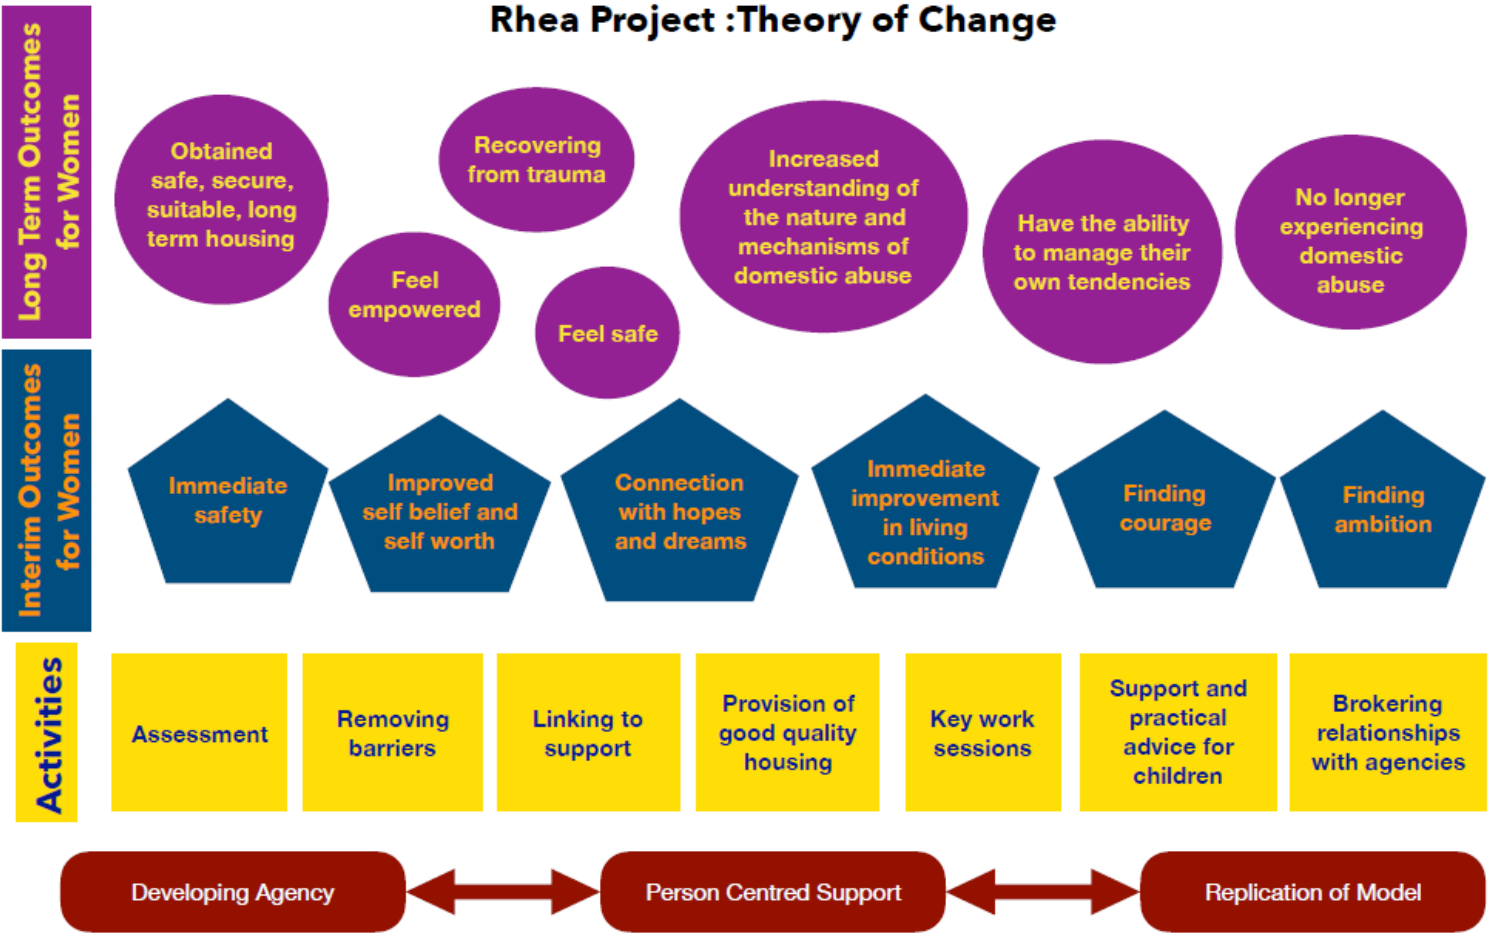 Rhea Project :Theory of Change
Long Term Outcomes
for Women
Obtained
safe, secure,
suitable, long
term housing
Feel
empowered
Recovering
from trauma
Feel safe
Increased
understanding of
the nature and
mechanisms of
domestic abuse
Have the ability
to manage their
own tendencies
No longer
experiencing
domestic
abuse
Interim Outcomes
for Women
Immediate
safety
Improved
self belief and
self worth
Connection
with hopes
and dreams
Immediate
improvement
in living
conditions
Finding
courage
Finding
ambition
Activities
Assessment
Removing
barriers
Linking to
support
Provision of
good quality
housing
Key work
sessions
Support and
practical
advice for
children
Brokering
relationships
with agencies
Developing Agency
Person Centred Support
Replication of Model